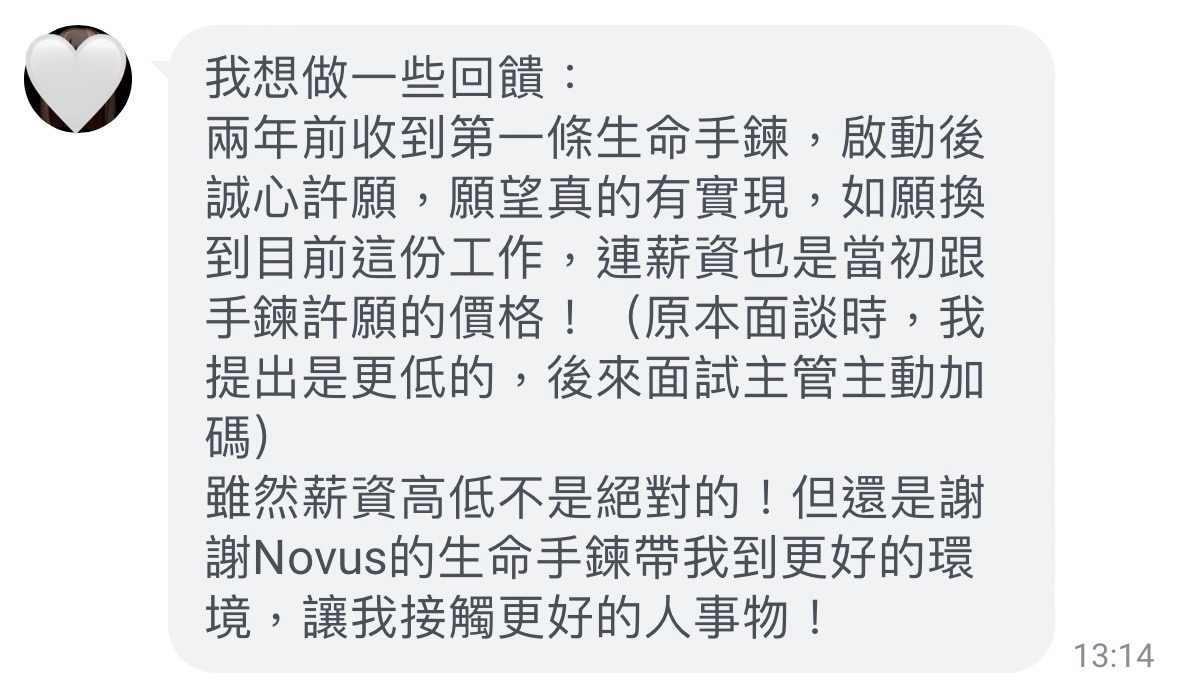 我想做一些回饋：
兩年前收到第一條生命手鍊，啟動後
誠心許願，願望真的有實現，如願換
到目前這份工作，連薪資也是當初跟
手鍊許願的價格！（原本面談時，我
提出是更低的，後來面試主管主動加
碼）
雖然薪資高低不是絕對的！但還是謝
謝Novus的生命手鍊帶我到更好的環
境，讓我接觸更好的人事物！
13:14